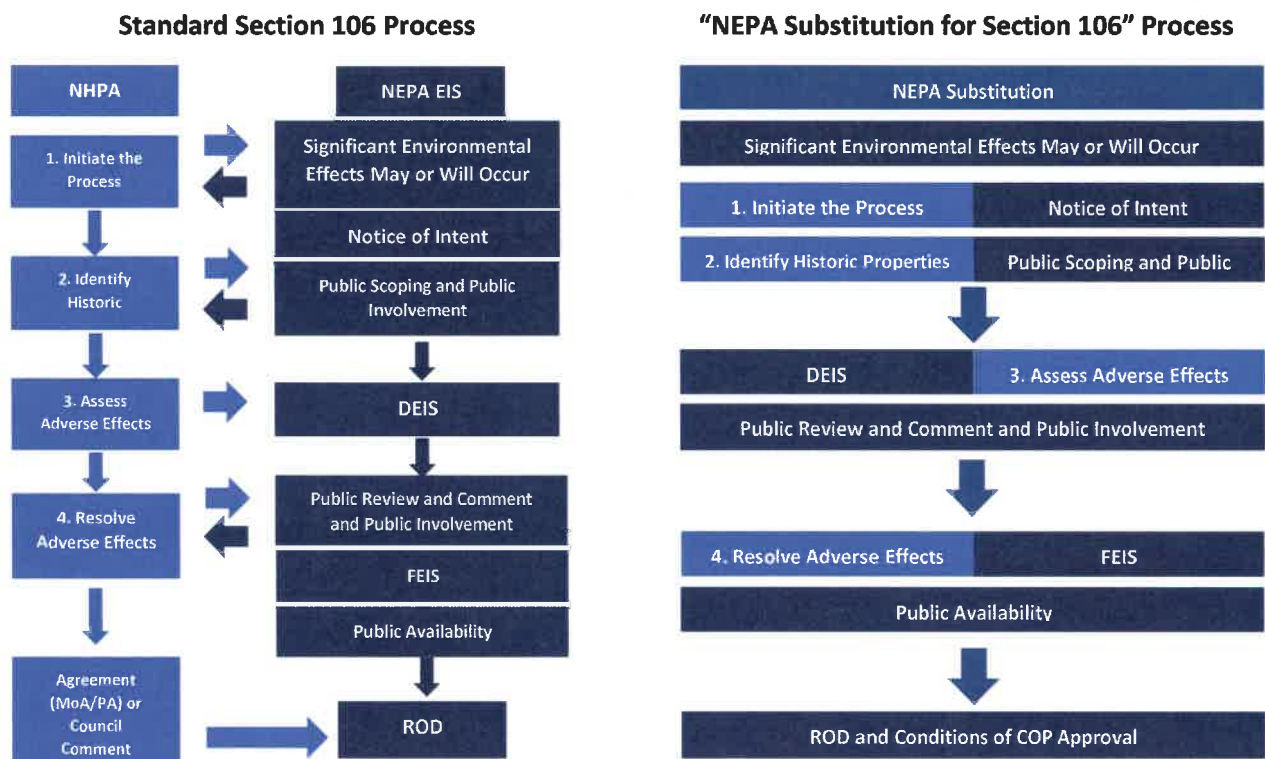 Standard Section 106 Process
NHPA
1. Initiate the
Process
2. Identify
Historic
3. Assess
Adverse Effects
4. Resolve
Adverse Effects
Agreement
(MoA/PA) or
Council
Comment
NEPA EIS
Significant Environmental
Effects May or Will Occur
Notice of Intent
Public Scoping and Public
Involvement
DEIS
Public Review and Comment
and Public Involvement
FEIS
Public Availability
ROD
"NEPA Substitution for Section 106" Process
NEPA Substitution
Significant Environmental Effects May or Will Occur
1. Initiate the Process
Notice of Intent
2. Identify Historic Properties
Public Scoping and Public
DEIS
3. Assess Adverse Effects
Public Review and Comment and Public Involvement
4. Resolve Adverse Effects
FEIS
Public Availability
ROD and Conditions of COP Approval